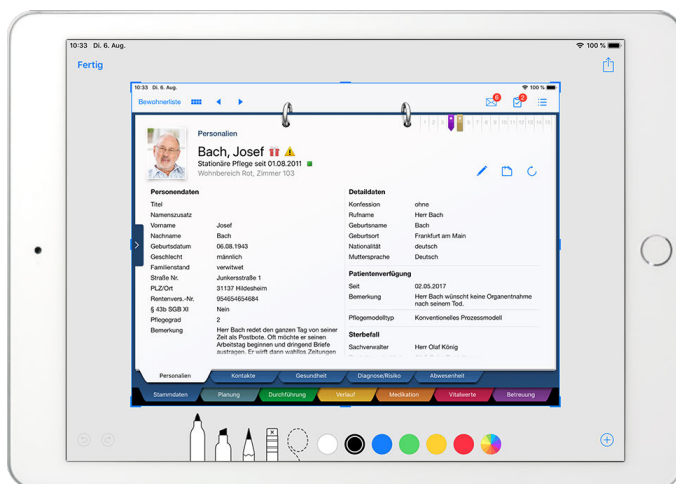 10:33 Di. 6. Aug.
100 %
Fertig
10:33 Di. 6. Aug.
100 %
Bewohnerliste
6
2
Personalien
Bach, Josef
Stationäre Pflege seit 01.08.2011
Wohnbereich Rot, Zimmer 103
Personendaten
Titel
Namenszusatz
Vorname Josef
Nachname Bach
Geburtsdatum 06.08.1943
Geschlecht männlich
Familienstand verwitwet
Straße Nr. Junkersstraße 1
PLZ/Ort 31137 Hildesheim
Rentenvers.-Nr. 954654654684
§ 43b SGB XI Nein
Pflegegrad 2
Bemerkung Herr Bach redet den ganzen Tag von seiner
Zeit als Postbote. Oft möchte er seinen
Arbeitstag beginnen und dringend Briefe
austragen. Er wirft dann wahllos Zeitungen
Detaildaten
Konfession ohne
Rufname Herr Bach
Geburtsname Bach
Geburtsort Frankfurt am Main
Nationalität deutsch
Muttersprache Deutsch
Patientenverfügung
Seit 02.05.2017
Bemerkung Herr Bach wünscht keine Organentnahme
nach seinem Tod.
Pflegemodelltyp Konventionelles Prozessmodell
Sterbefall
Sachverwalter Herr Olaf König
Personalien Kontakte Gesundheit Diagnose/Risiko Abwesenheit
Stammdaten Planung Durchführung Verlauf Medikation Vitalwerte Betreuung